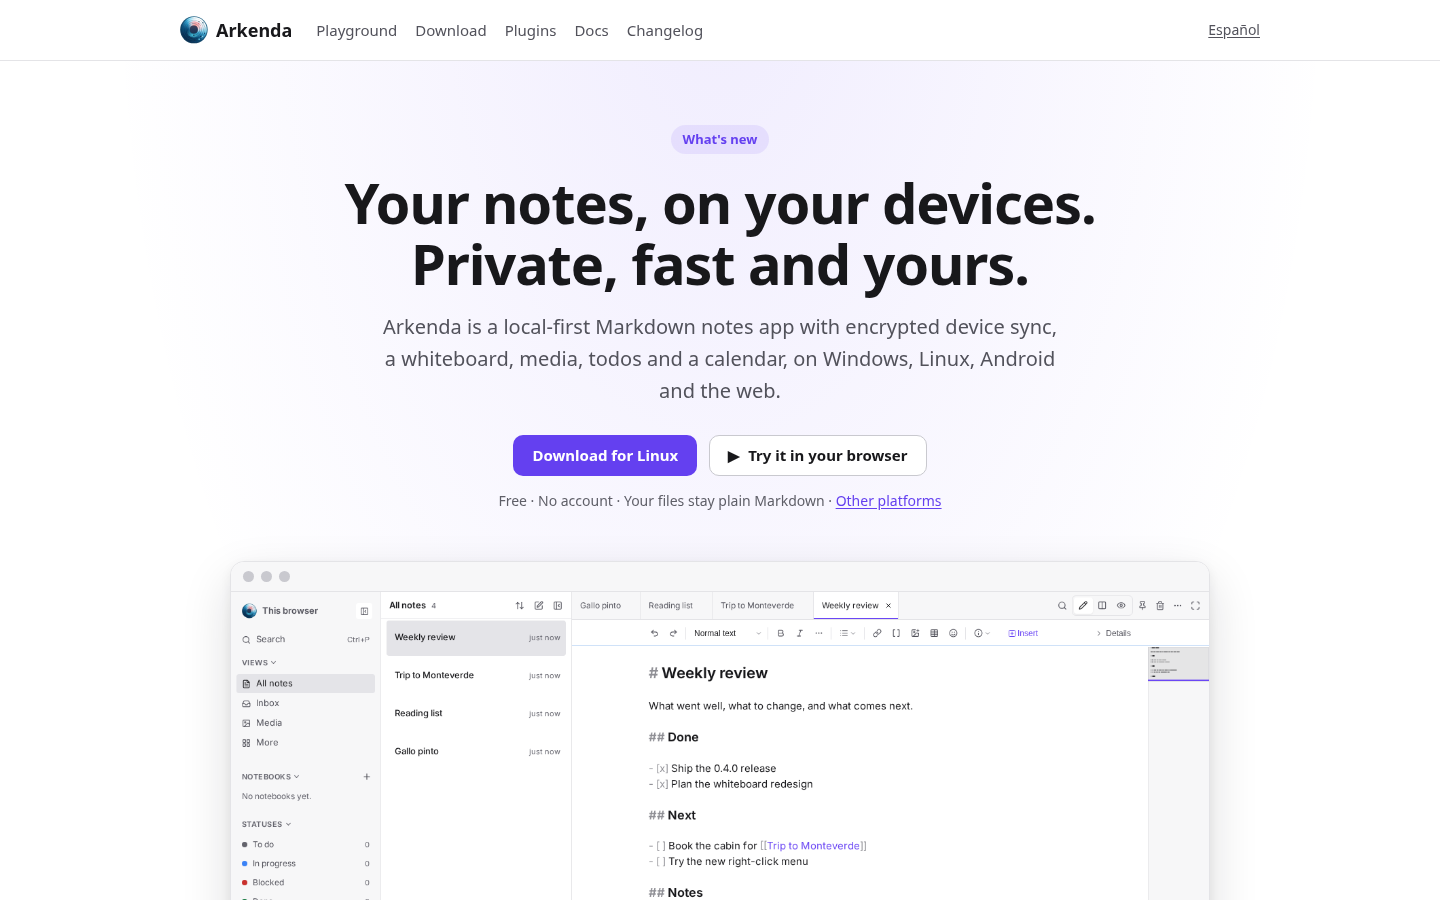 Arkenda
Playground
Download
Plugins
Docs
Changelog
Español
What's new
Your notes, on your devices.
Private, fast and yours.
Arkenda is a local-first Markdown notes app with encrypted device sync,
a whiteboard, media, todos and a calendar, on Windows, Linux, Android
and the web.
Download for Linux
▶ Try it in your browser
Free · No account · Your files stay plain Markdown · Other platforms
This browser
Search Ctrl+P
VIEWS
All notes
Inbox
Media
More
NOTEBOOKS +
No notebooks yet.
STATUSES
To do 0
In progress 0
Blocked 0
All notes 4
Weekly review just now
Trip to Monteverde just now
Reading list just now
Gallo pinto just now
Gallo pinto
Reading list
Trip to Monteverde
Weekly review ×
Normal text
B I
Insert
Details
# Weekly review
What went well, what to change, and what comes next.
## Done
- [x] Ship the 0.4.0 release
- [x] Plan the whiteboard redesign
## Next
- [ ] Book the cabin for [[Trip to Monteverde]]
- [ ] Try the new right-click menu
## Notes